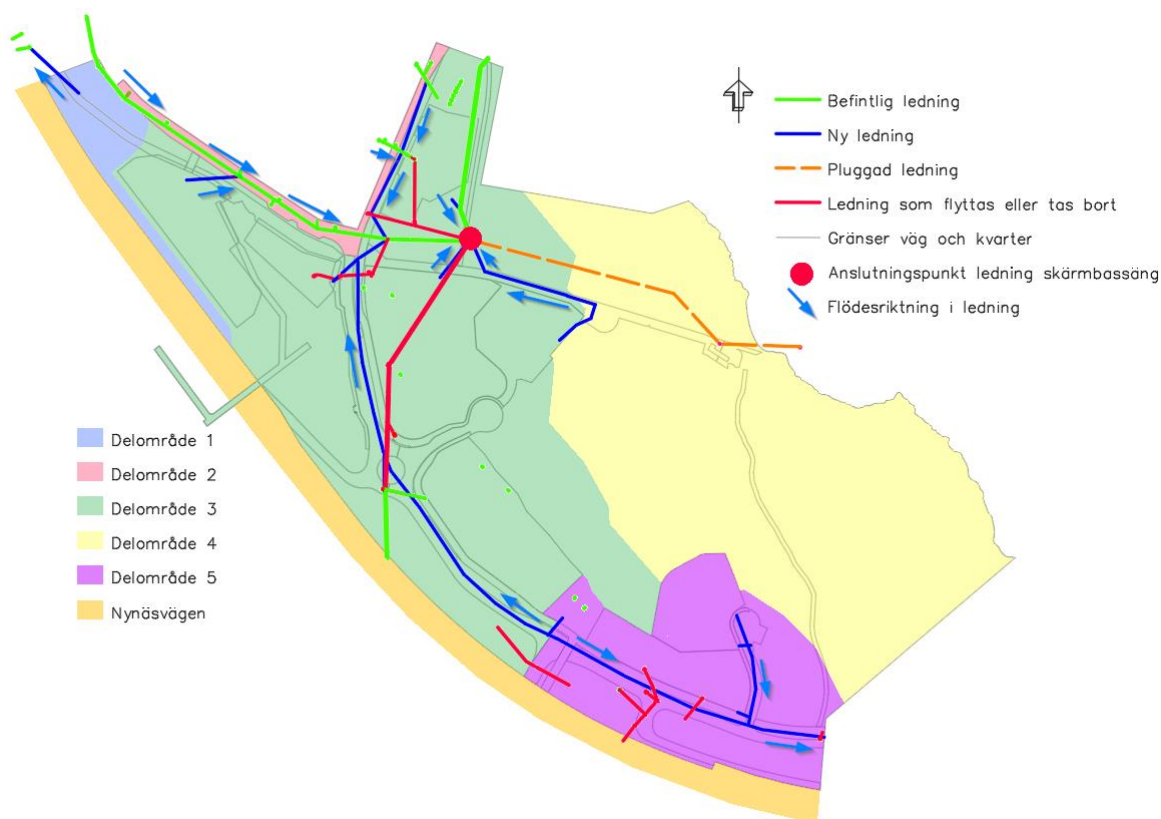 Befintlig ledning
Ny ledning
Pluggad ledning
Ledning som flyttas eller tas bort
Gränser väg och kvarter
Anslutningspunkt ledning skärmbassäng
Flödesriktning i ledning
Delområde 1
Delområde 2
Delområde 3
Delområde 4
Delområde 5
Nynäsvägen